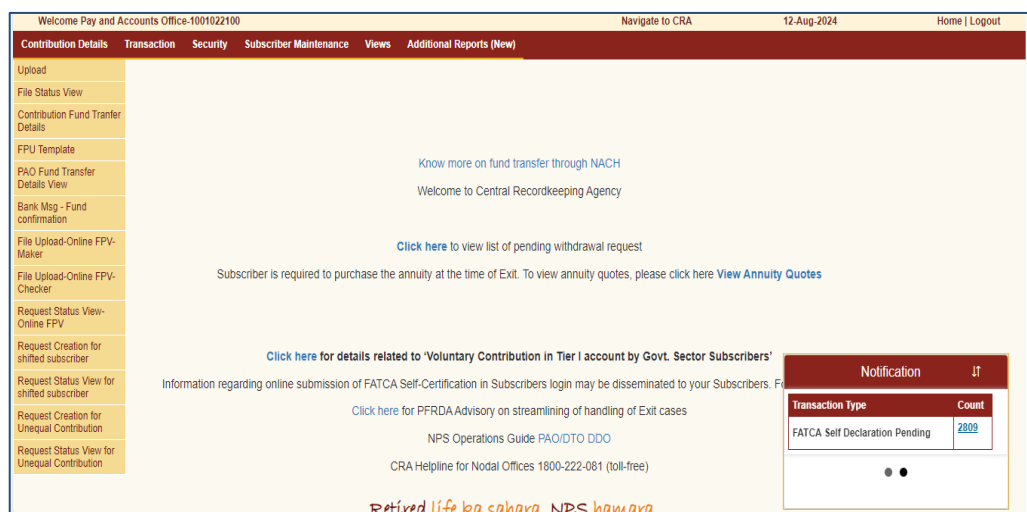 Welcome Pay and Accounts Office-1001022100 Navigate to CRA 12-Aug-2024 Home | Logout
Contribution Details Transaction Security Subscriber Maintenance Views Additional Reports (New)
Upload
File Status View
Contribution Fund Tranfer
Details
FPU Template
PAO Fund Transfer
Details View
Bank Msg - Fund
confirmation
File Upload-Online FPV-
Maker
File Upload-Online FPV-
Checker
Request Status View-
Online FPV
Request Creation for
shifted subscriber
Request Status View for
shifted subscriber
Request Creation for
Unequal Contribution
Request Status View for
Unequal Contribution
Know more on fund transfer through NACH
Welcome to Central Recordkeeping Agency
Click here to view list of pending withdrawal request
Subscriber is required to purchase the annuity at the time of Exit. To view annuity quotes, please click here View Annuity Quotes
Click here for details related to ‘Voluntary Contribution in Tier I account by Govt. Sector Subscribers’
Information regarding online submission of FATCA Self-Certification in Subscribers login may be disseminated to your Subscribers.
Click here for PFRDA Advisory on streamlining of handling of Exit cases
NPS Operations Guide PAO/DTO DDO
CRA Helpline for Nodal Offices 1800-222-081 (toll-free)
Retired life ka sahara, NPS hamara
Notification
Transaction Type Count
FATCA Self Declaration Pending 2809